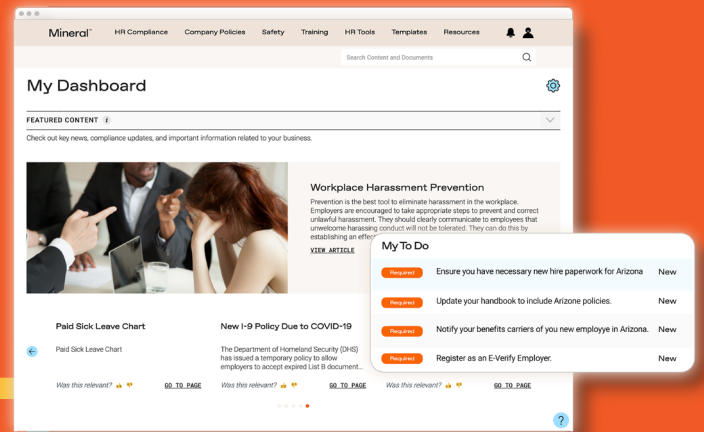 Mineral™ HR Compliance Company Policies Safety Training HR Tools Templates Resources
Search Content and Documents
My Dashboard
FEATURED CONTENT i
Check out key news, compliance updates, and important information related to your business.
Workplace Harassment Prevention
Prevention is the best tool to eliminate harassment in the workplace.
Employers are encouraged to take appropriate steps to prevent and correct
unlawful harassment. They should clearly communicate to employees that
unwelcome harassing conduct will not be tolerated. They can do this by
establishing an effec
VIEW ARTICLE
My To Do
Required Ensure you have necessary new hire paperwork for Arizona New
Required Update your handbook to include Arizone policies. New
Required Notify your benefits carriers of you new employye in Arizona. New
Required Register as an E-Verify Employer. New
Paid Sick Leave Chart
Paid Sick Leave Chart
Was this relevant? GO TO PAGE
New I-9 Policy Due to COVID-19
The Department of Homeland Security (DHS)
has issued a temporary policy to allow
employers to accept expired List B document...
Was this relevant? GO TO PAGE
Was this relevant? GO TO PAGE
?